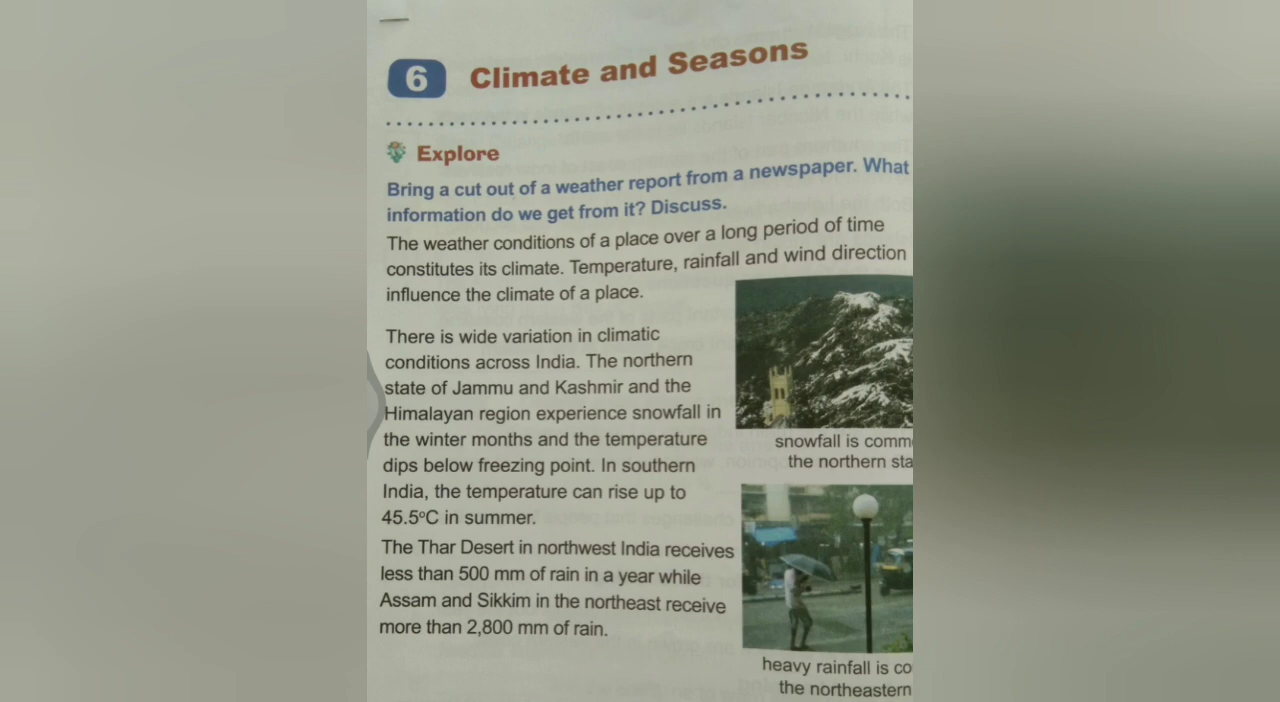 6 Climate and Seasons
Explore
Bring a cut out of a weather report from a newspaper. What
information do we get from it? Discuss.
The weather conditions of a place over a long period of time
constitutes its climate. Temperature, rainfall and wind direction
influence the climate of a place.
There is wide variation in climatic
conditions across India. The northern
state of Jammu and Kashmir and the
Himalayan region experience snowfall in
the winter months and the temperature
dips below freezing point. In southern
India, the temperature can rise up to
45.5°C in summer.
The Thar Desert in northwest India receives
less than 500 mm of rain in a year while
Assam and Sikkim in the northeast receive
more than 2,800 mm of rain.
snowfall is comm
the northern sta
heavy rainfall is co
the northeastern